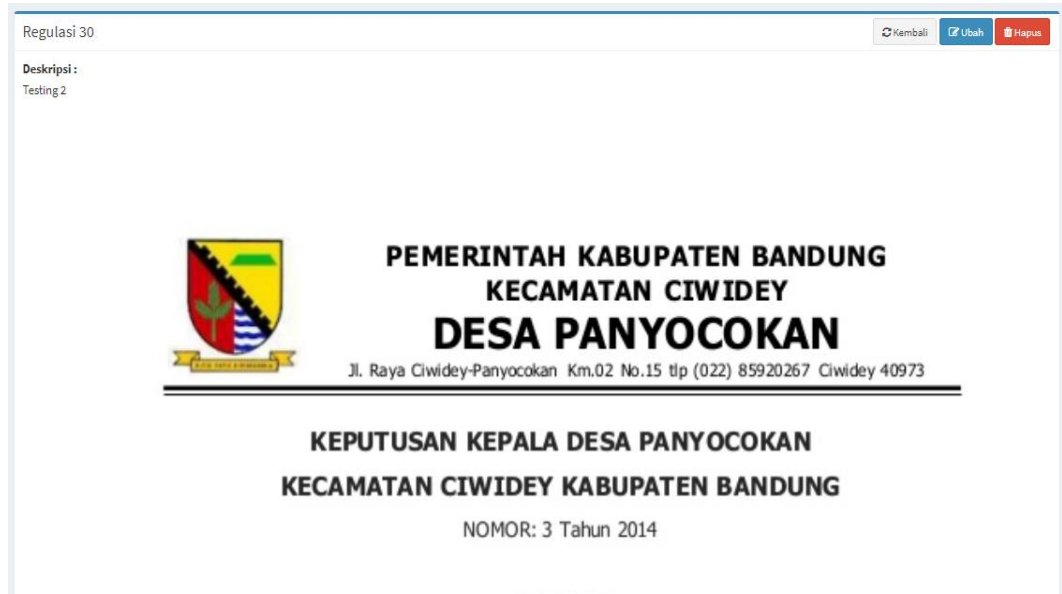 Regulasi 30
Kembali
Ubah
Hapus
Deskripsi :
Testing 2
PEMERINTAH KABUPATEN BANDUNG
KECAMATAN CIWIDEY
DESA PANYOCOKAN
Jl. Raya Ciwidey-Panyocokan Km.02 No.15 tlp (022) 85920267 Ciwidey 40973
KEPUTUSAN KEPALA DESA PANYOCOKAN
KECAMATAN CIWIDEY KABUPATEN BANDUNG
NOMOR: 3 Tahun 2014